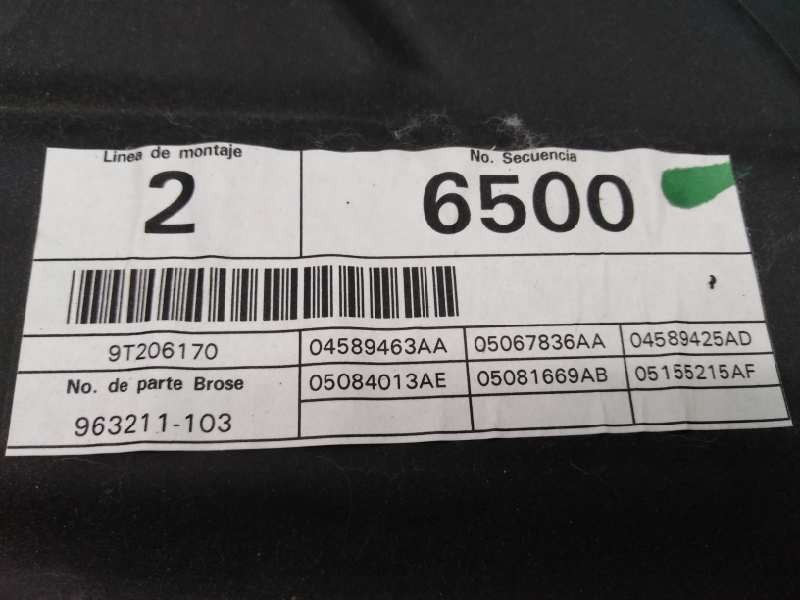 Linea de montaje
No. Secuencia
2
6500
9T206170
04589463AA
05067836AA
04589425AD
No. de parte Brose
05084013AE
05081669AB
05155215AF
963211-103